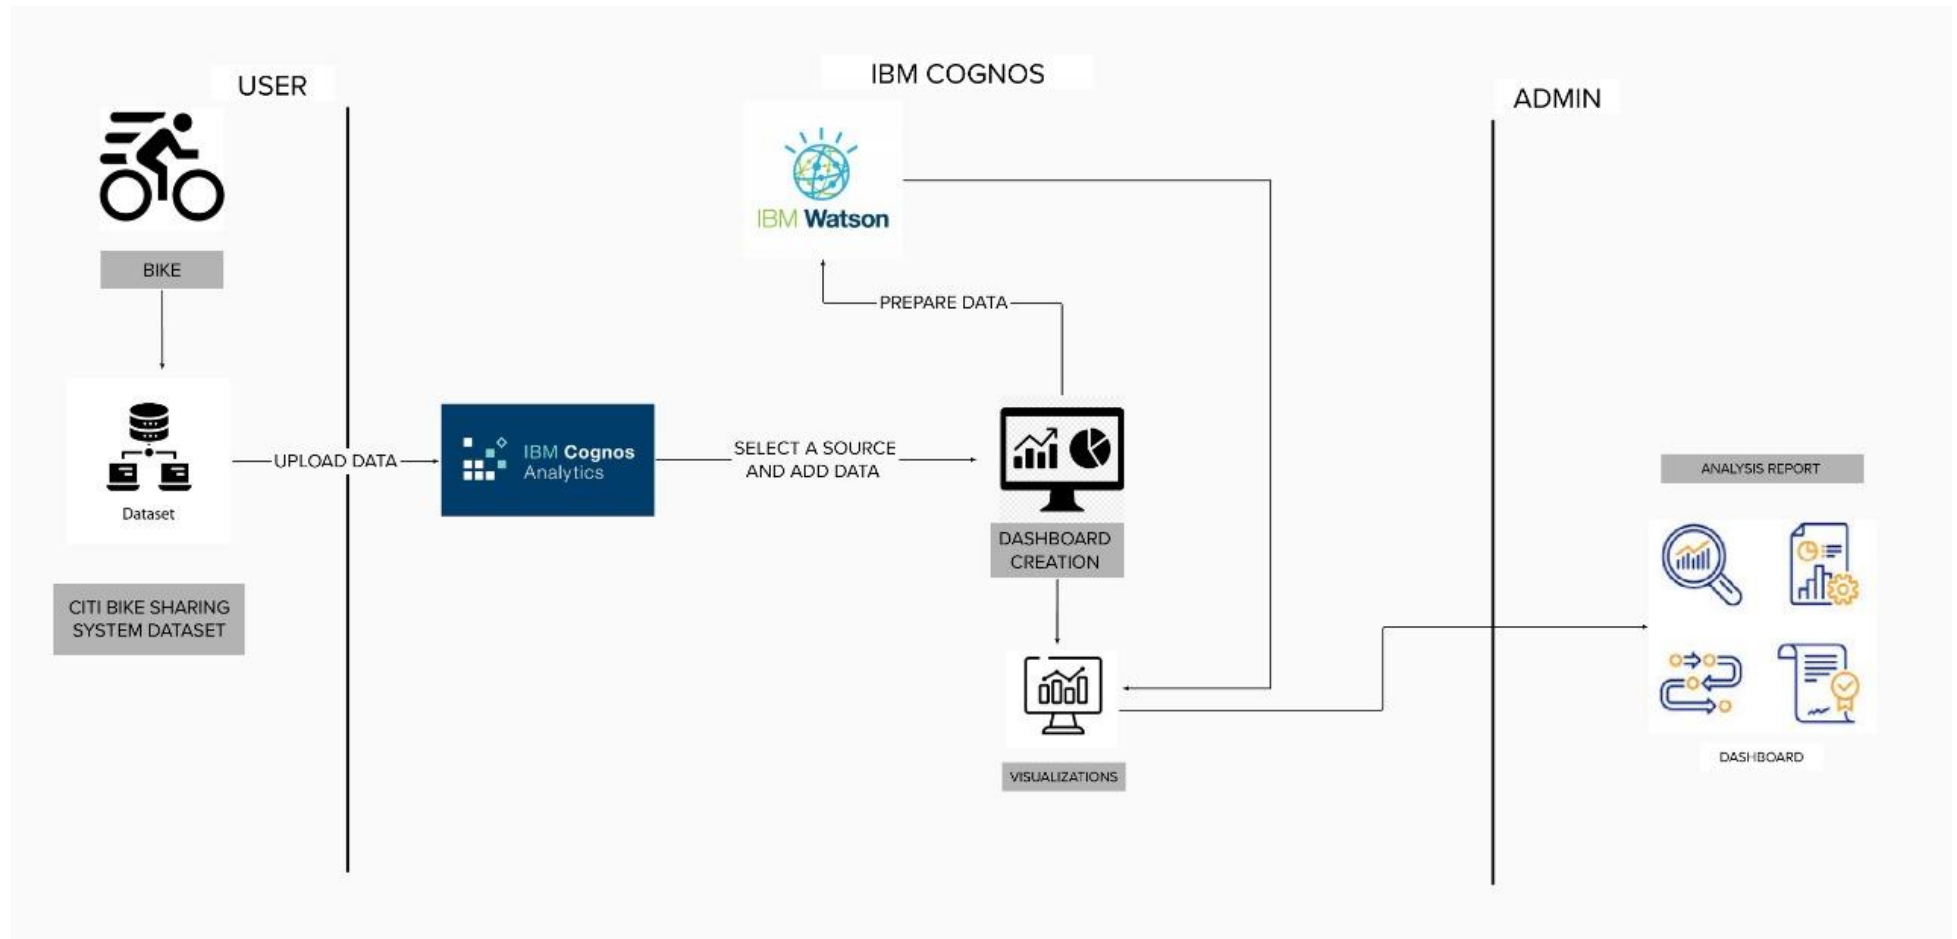 USER
IBM COGNOS
ADMIN
IBM Watson
BIKE
PREPARE DATA
UPLOAD DATA
IBM Cognos
Analytics
SELECT A SOURCE
AND ADD DATA
ANALYSIS REPORT
Dataset
DASHBOARD
CREATION
CITI BIKE SHARING
SYSTEM DATASET
VISUALIZATIONS
DASHBOARD